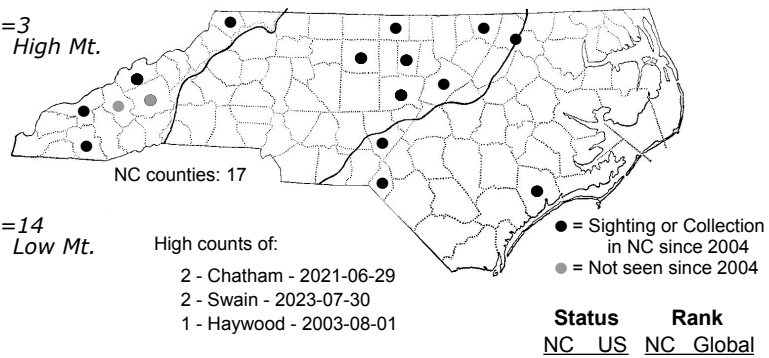 =3
High Mt.
NC counties: 17
=14
Low Mt.
High counts of:
2 - Chatham - 2021-06-29
2 - Swain - 2023-07-30
1 - Haywood - 2003-08-01
= Sighting or Collection
in NC since 2004
= Not seen since 2004
Status Rank
NC US NC Global